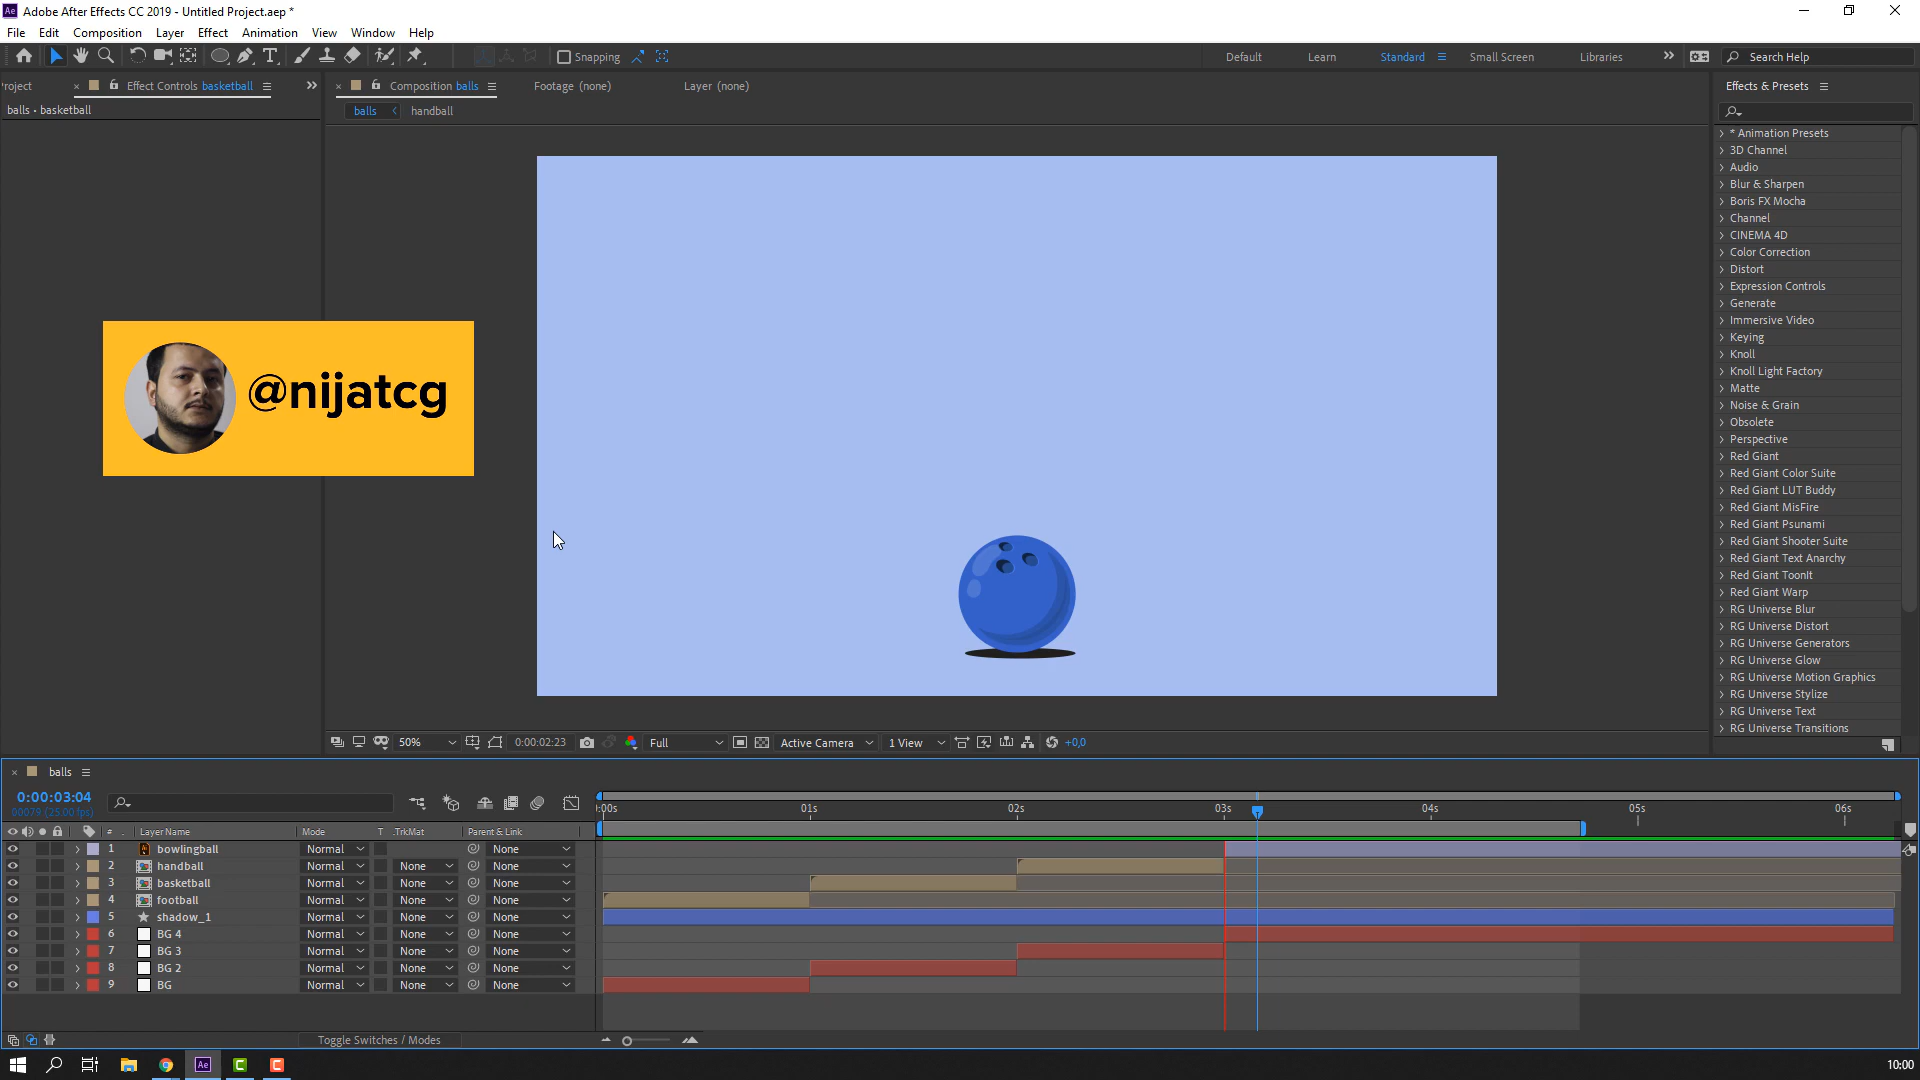 Adobe After Effects CC 2019 - Untitled Project.aep *
File Edit Composition Layer Effect Animation View Window Help
Snapping
Default Learn Standard Small Screen Libraries Search Help
roject Effect Controls basketball Composition balls Footage (none) Layer (none) Effects & Presets
balls • basketball
balls handball
* Animation Presets
3D Channel
Audio
Blur & Sharpen
Boris FX Mocha
Channel
CINEMA 4D
Color Correction
Distort
Expression Controls
Generate
Immersive Video
Keying
Knoll
Knoll Light Factory
Matte
Noise & Grain
Obsolete
Perspective
Red Giant
Red Giant Color Suite
Red Giant LUT Buddy
Red Giant MisFire
Red Giant Psunami
Red Giant Shooter Suite
Red Giant Text Anarchy
Red Giant ToonIt
Red Giant Warp
RG Universe Blur
RG Universe Distort
RG Universe Generators
RG Universe Glow
RG Universe Motion Graphics
RG Universe Stylize
RG Universe Text
RG Universe Transitions
@nijatcg
50% 0:00:02:23 Full Active Camera 1 View +0,0
balls
0:00:03:04
00079 (25.00 fps)
:00s 01s 02s 03s 04s 05s 06s
# Layer Name Mode T .TrkMat Parent & Link
1 bowlingball Normal None
2 handball Normal None None
3 basketball Normal None None
4 football Normal None None
5 shadow_1 Normal None None
6 BG 4 Normal None None
7 BG 3 Normal None None
8 BG 2 Normal None None
9 BG Normal None None
Toggle Switches / Modes
10:00